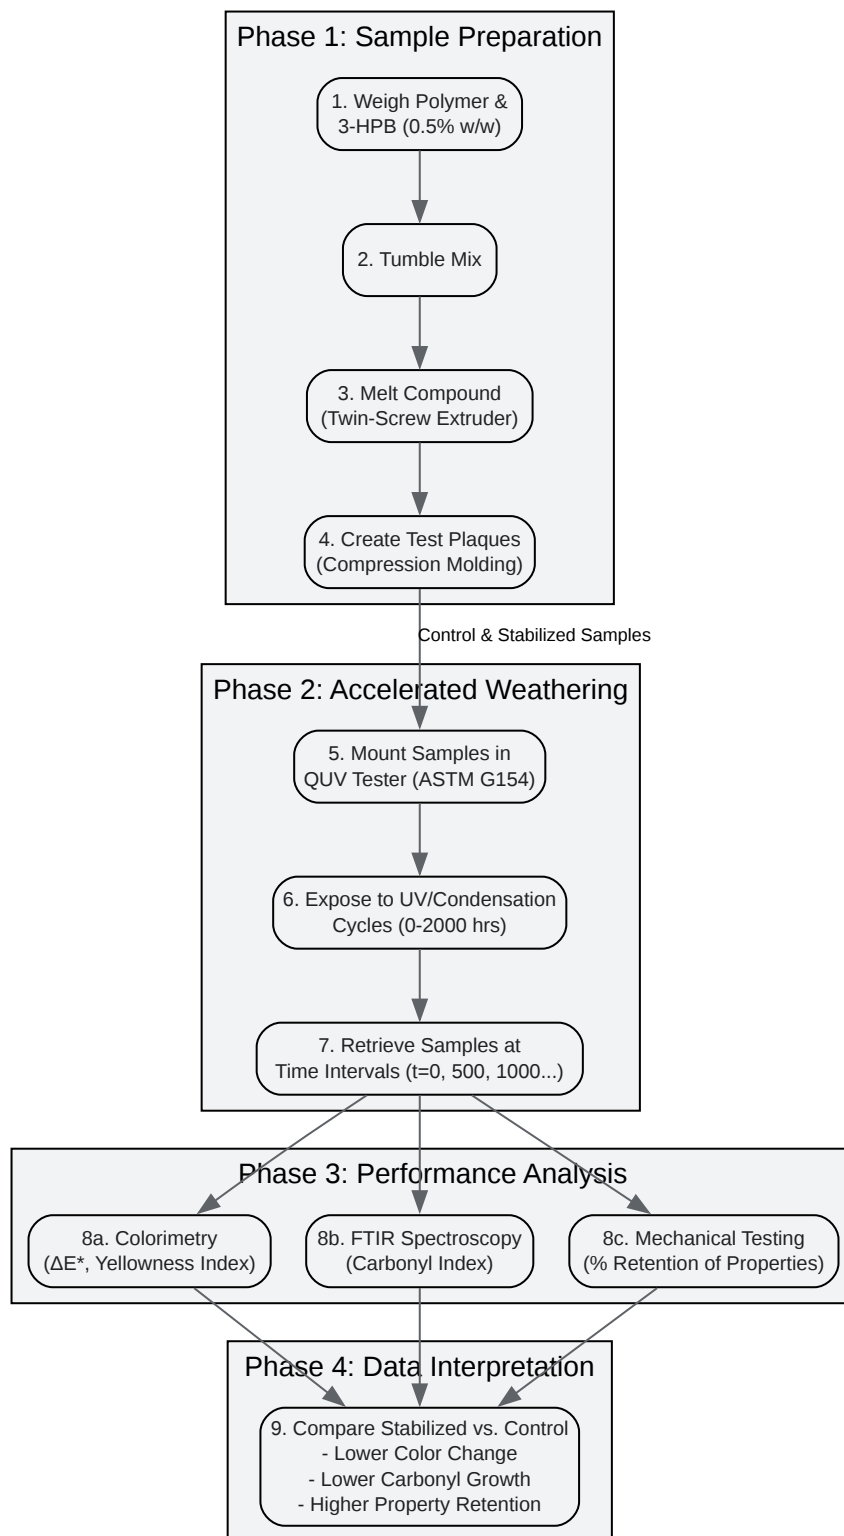 Phase 1: Sample Preparation
1. Weigh Polymer &
3-HPB (0.5% w/w)
2. Tumble Mix
3. Melt Compound
(Twin-Screw Extruder)
4. Create Test Plaques
(Compression Molding)
Control & Stabilized Samples
Phase 2: Accelerated Weathering
5. Mount Samples in
QUV Tester (ASTM G154)
6. Expose to UV/Condensation
Cycles (0-2000 hrs)
7. Retrieve Samples at
Time Intervals (t=0, 500, 1000...)
Phase 3: Performance Analysis
8a. Colorimetry
(ΔE*, Yellowness Index)
8b. FTIR Spectroscopy
(Carbonyl Index)
8c. Mechanical Testing
(% Retention of Properties)
Phase 4: Data Interpretation
9. Compare Stabilized vs. Control
- Lower Color Change
- Lower Carbonyl Growth
- Higher Property Retention